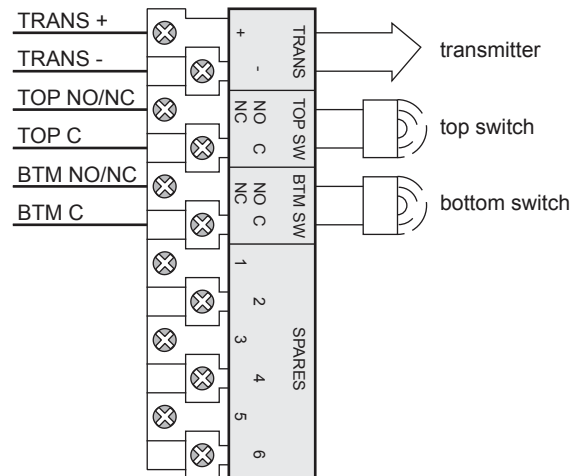 TRANS +
TRANS -
TOP NO/NC
TOP C
BTM NO/NC
BTM C
+
-
TRANS
NO
NC
C
TOP SW
NO
NC
C
BTM SW
1
2
3
4
5
6
SPARES
transmitter
top switch
bottom switch